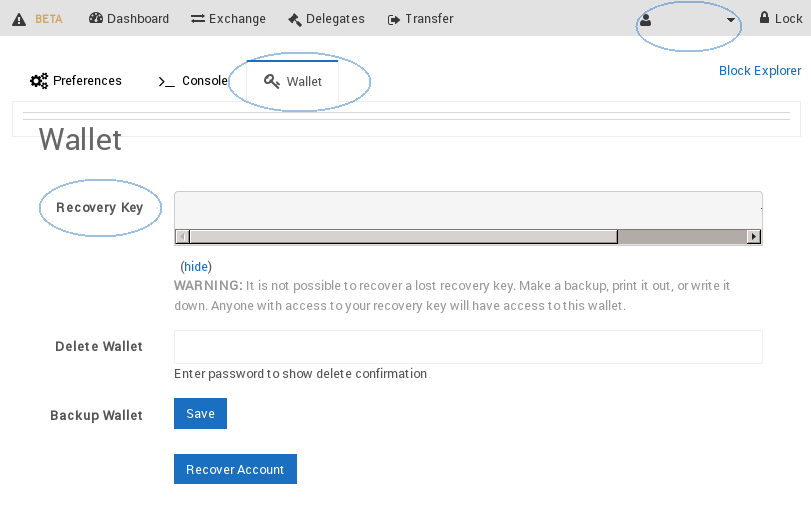 BETA Dashboard Exchange Delegates Transfer Lock
Block Explorer
Preferences Console Wallet
Wallet
Recovery Key
(hide)
WARNING: It is not possible to recover a lost recovery key. Make a backup, print it out, or write it
down. Anyone with access to your recovery key will have access to this wallet.
Delete Wallet
Enter password to show delete confirmation
Backup Wallet Save
Recover Account